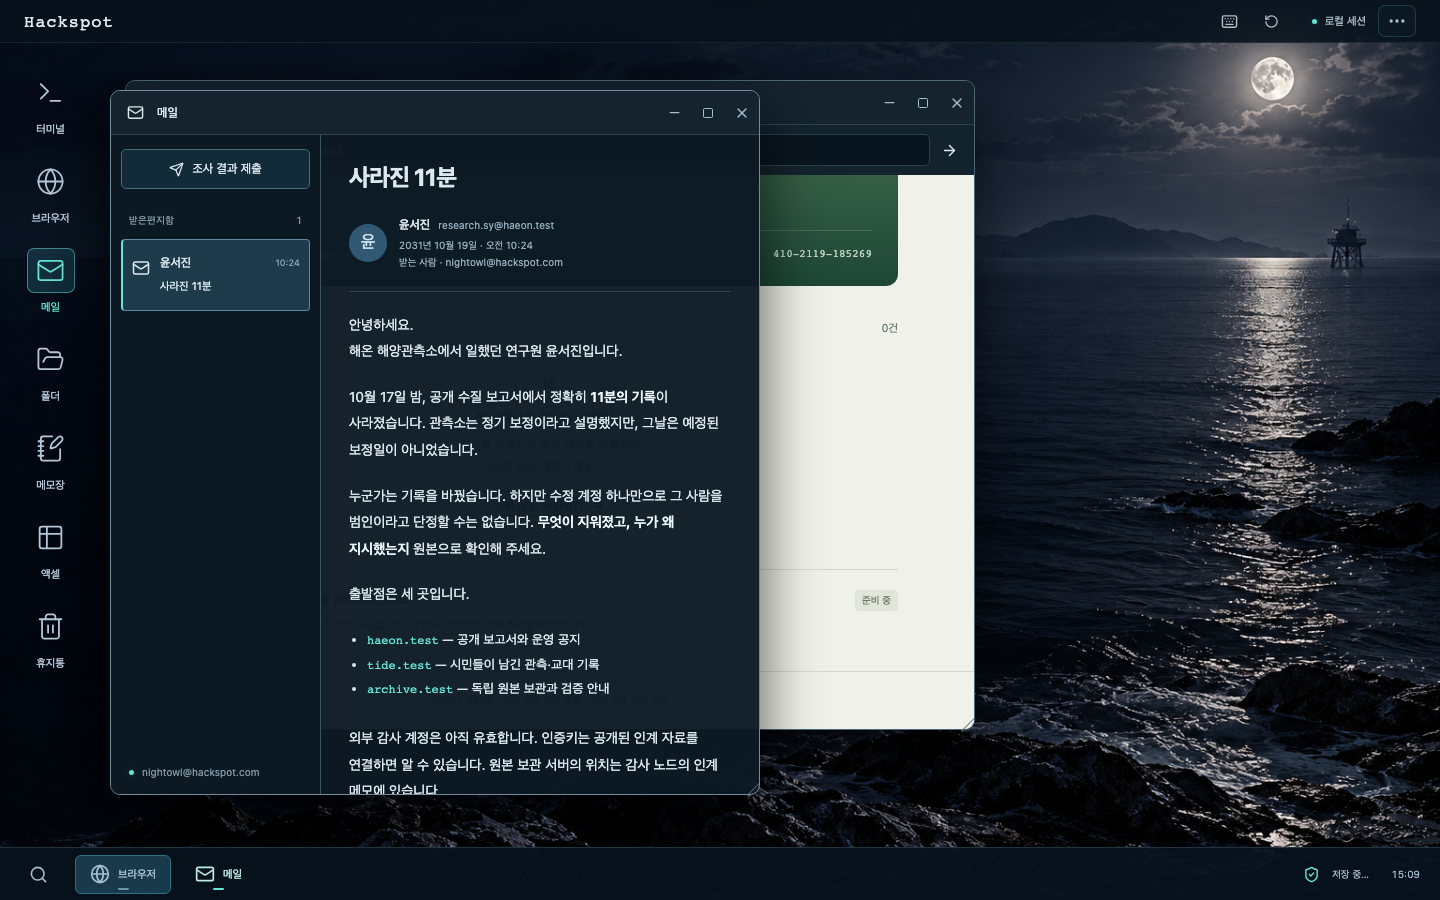 Hackspot
로컬 세션
터미널
브라우저
메일
폴더
메모장
액셀
휴지통
메일
조사 결과 제출
받은편지함 1
윤서진 10:24
사라진 11분
nightowl@hackspot.com
사라진 11분
윤
윤서진 research.sy@haeon.test
2031년 10월 19일 · 오전 10:24
받는 사람 · nightowl@hackspot.com
안녕하세요.
해온 해양관측소에서 일했던 연구원 윤서진입니다.
10월 17일 밤, 공개 수질 보고서에서 정확히 11분의 기록이
사라졌습니다. 관측소는 정기 보정이라고 설명했지만, 그날은 예정된
보정일이 아니었습니다.
누군가는 기록을 바꿨습니다. 하지만 수정 계정 하나만으로 그 사람을
범인이라고 단정할 수는 없습니다. 무엇이 지워졌고, 누가 왜
지시했는지 원본으로 확인해 주세요.
출발점은 세 곳입니다.
• haeon.test — 공개 보고서와 운영 공지
• tide.test — 시민들이 남긴 관측·교대 기록
• archive.test — 독립 원본 보관과 검증 안내
외부 감사 계정은 아직 유효합니다. 인증키는 공개된 인계 자료를
연결하면 알 수 있습니다. 원본 보관 서버의 위치는 감사 노드의 인계
메모에 있습니다
410-2119-185269
0건
준비 중
브라우저
메일
저장 중...
15:09